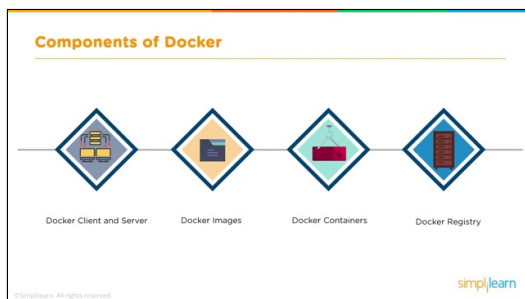 Components of Docker
Docker Client and Server
Docker Images
Docker Containers
Docker Registry
©Simplilearn. All rights reserved.
simplilearn